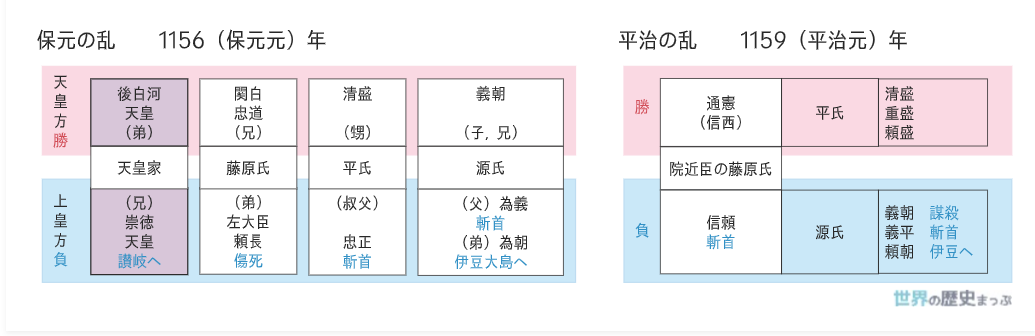 保元の乱　1156（保元元）年
天皇方勝
後白河
天皇
（弟）
関白
忠道
（兄）
清盛
（甥）
義朝
（子, 兄）
天皇家
藤原氏
平氏
源氏
上皇方負
（兄）
崇徳
天皇
讃岐へ
（弟）
左大臣
頼長
傷死
（叔父）
忠正
斬首
（父）為義
斬首
（弟）為朝
伊豆大島へ
平治の乱　1159（平治元）年
勝
通憲
（信西）
平氏
清盛
重盛
頼盛
院近臣の藤原氏
負
信頼
斬首
源氏
義朝　謀殺
義平　斬首
頼朝　伊豆へ
世界の歴史まっぷ